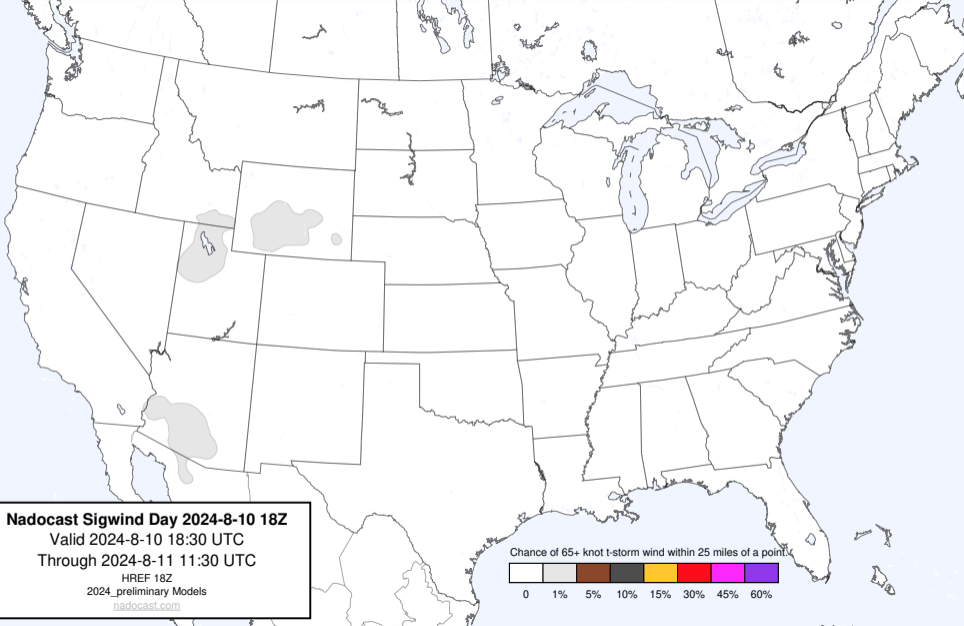 Nadocast Sigwind Day 2024-8-10 18Z
Valid 2024-8-10 18:30 UTC
Through 2024-8-11 11:30 UTC
HREF 18Z
2024_preliminary Models
nadocast.com
Chance of 65+ knot t-storm wind within 25 miles of a point.
0 1% 5% 10% 15% 30% 45% 60%